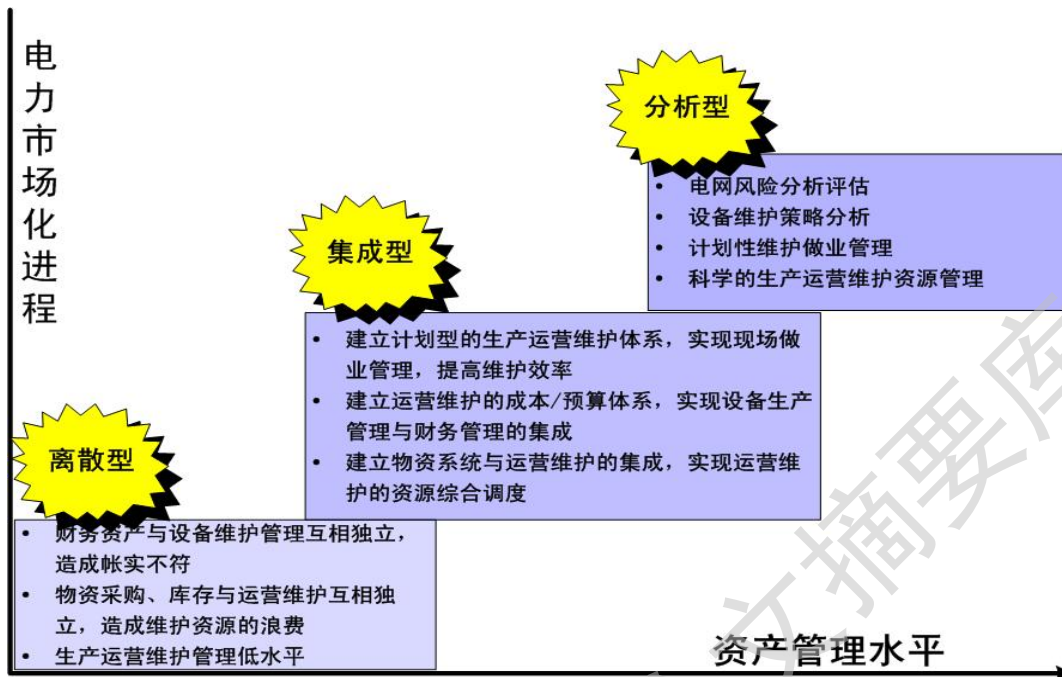 电力市场化进程
分析型
• 电网风险分析评估
• 设备维护策略分析
• 计划性维护做业管理
• 科学的生产运营维护资源管理
集成型
• 建立计划型的生产运营维护体系，实现现场做
业管理，提高维护效率
• 建立运营维护的成本/预算体系，实现设备生产
管理与财务管理的集成
• 建立物资系统与运营维护的集成，实现运营维
护的资源综合调度
离散型
• 财务资产与设备维护管理互相独立，
造成帐实不符
• 物资采购、库存与运营维护互相独
立，造成维护资源的浪费
• 生产运营维护管理低水平
资产管理水平
文摘要库